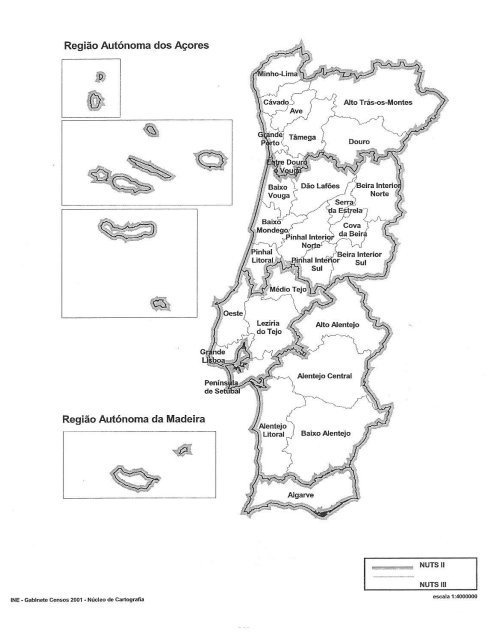 Região Autónoma dos Açores
Minho-Lima
Cávado
Ave
Alto Trás-os-Montes
Grande
Porto
Tâmega
Douro
Entre Douro
e Vouga
Baixo
Vouga
Dão Lafões
Beira Interior
Norte
Serra
da Estrela
Baixo
Mondego
Cova
da Beira
Pinhal Interior
Norte
Pinhal
Litoral
Pinhal Interior
Sul
Beira Interior
Sul
Médio Tejo
Oeste
Lezíria
do Tejo
Alto Alentejo
Grande
Lisboa
Península
de Setúbal
Alentejo Central
Região Autónoma da Madeira
Alentejo
Litoral
Baixo Alentejo
Algarve
NUTS II
NUTS III
INE - Gabinete Censos 2001 - Núcleo de Cartografia
escala 1:4000000